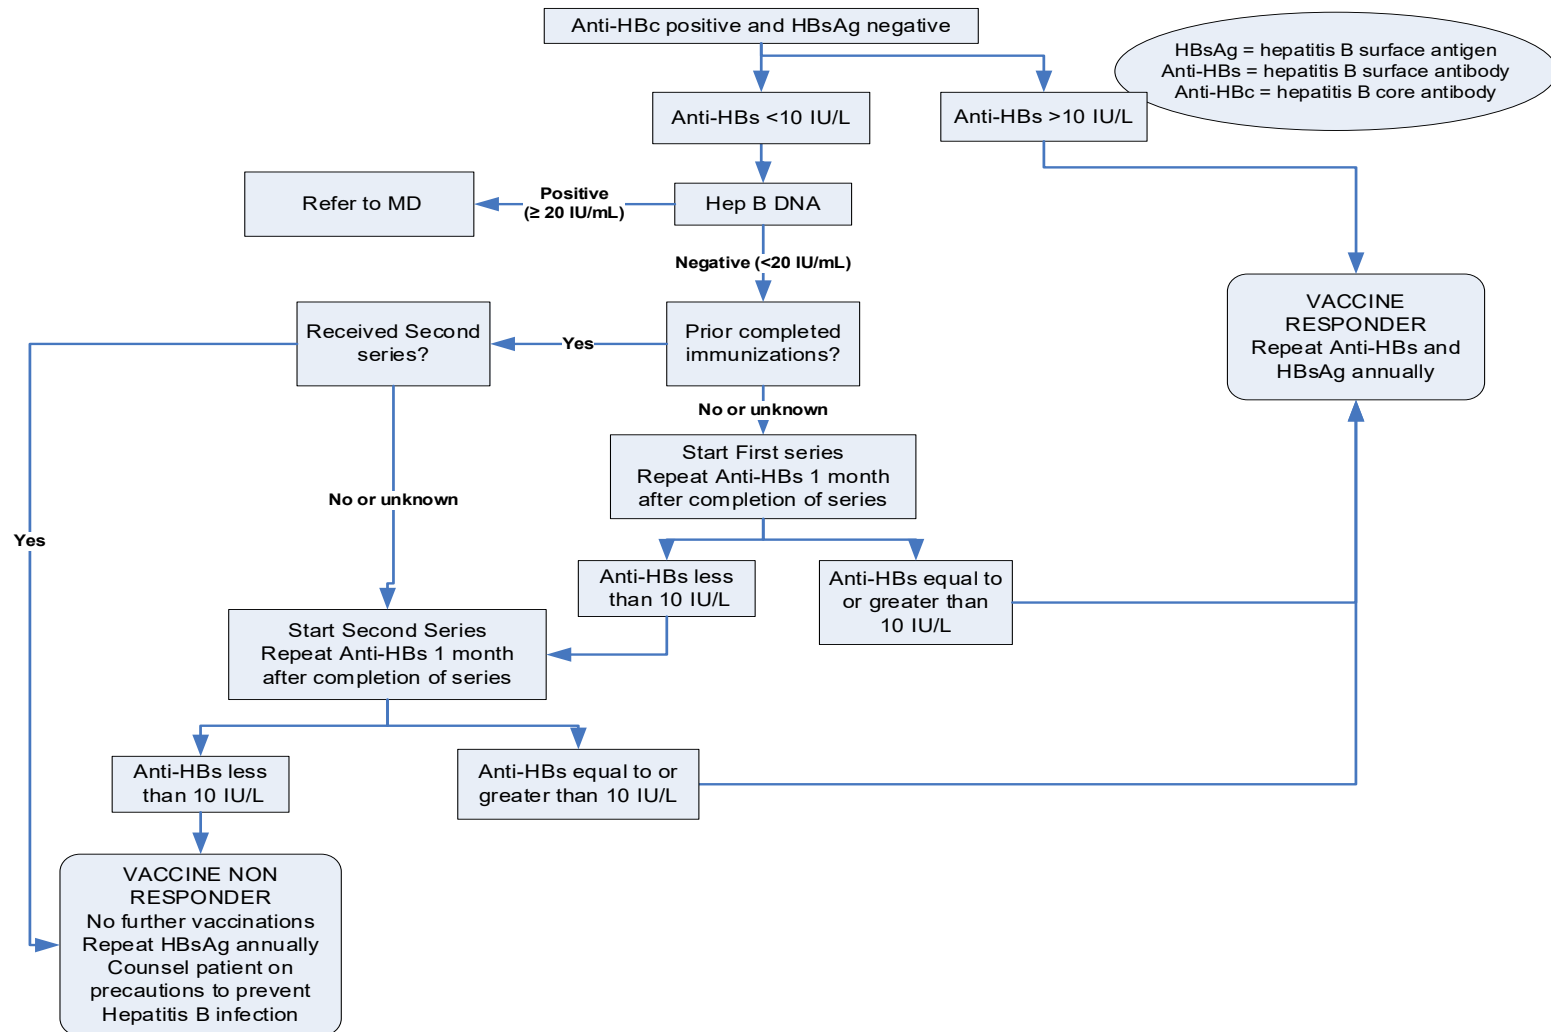 Anti-HBc positive and HBsAg negative
HBsAg = hepatitis B surface antigen
Anti-HBs = hepatitis B surface antibody
Anti-HBc = hepatitis B core antibody
Anti-HBs <10 IU/L
Anti-HBs >10 IU/L
Refer to MD
Positive
(≥ 20 IU/mL)
Hep B DNA
Negative (<20 IU/mL)
Received Second
series?
Yes
Prior completed
immunizations?
VACCINE
RESPONDER
Repeat Anti-HBs and
HBsAg annually
No or unknown
Start First series
Repeat Anti-HBs 1 month
after completion of series
No or unknown
Yes
Anti-HBs less
than 10 IU/L
Anti-HBs equal to
or greater than
10 IU/L
Start Second Series
Repeat Anti-HBs 1 month
after completion of series
Anti-HBs less
than 10 IU/L
Anti-HBs equal to or
greater than 10 IU/L
VACCINE NON
RESPONDER
No further vaccinations
Repeat HBsAg annually
Counsel patient on
precautions to prevent
Hepatitis B infection